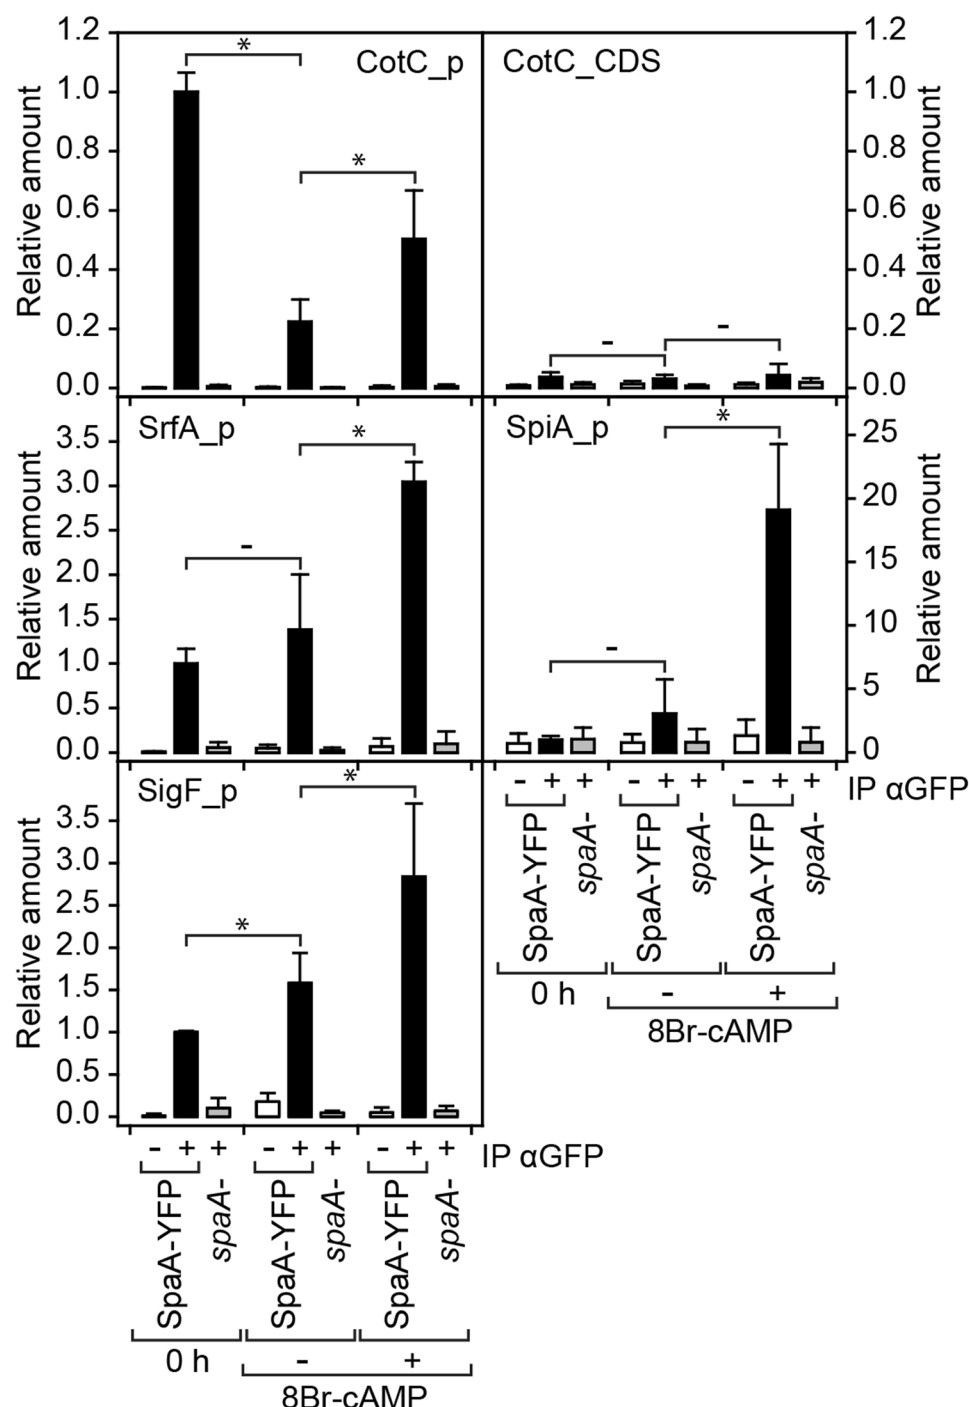 CotC_p
Relative amount
1.2
1.0
0.8
0.6
0.4
0.2
0.0
*
*
CotC_CDS
Relative amount
1.2
1.0
0.8
0.6
0.4
0.2
0.0
-
-
SrfA_p
Relative amount
3.5
3.0
2.5
2.0
1.5
1.0
0.5
0.0
-
*
SpiA_p
Relative amount
25
20
15
10
5
0
-
*
- + + - + + - + + IP αGFP
SpaA-YFP spaA- SpaA-YFP spaA- SpaA-YFP spaA-
0 h - +
8Br-cAMP
SigF_p
Relative amount
3.5
3.0
2.5
2.0
1.5
1.0
0.5
0.0
*
*
- + + - + + - + + IP αGFP
SpaA-YFP spaA- SpaA-YFP spaA- SpaA-YFP spaA-
0 h - +
8Br-cAMP